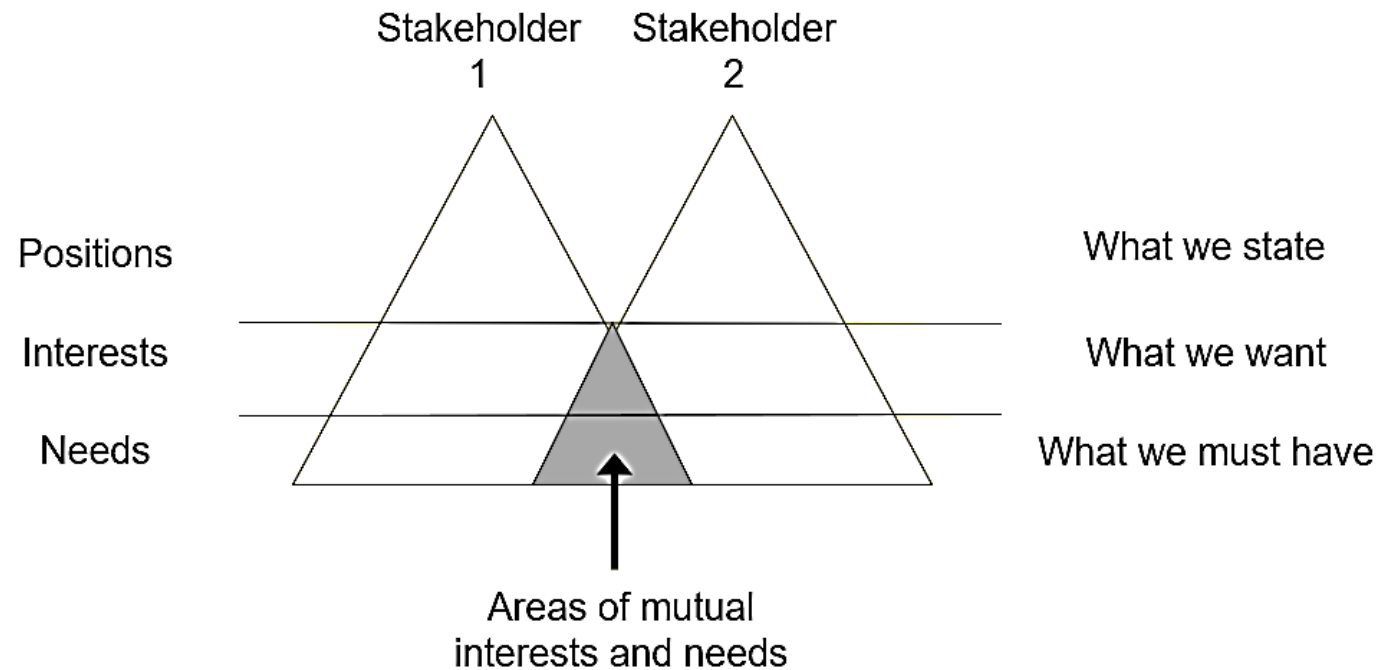 Stakeholder Stakeholder
1 2
Positions What we state
Interests What we want
Needs What we must have
Areas of mutual
interests and needs